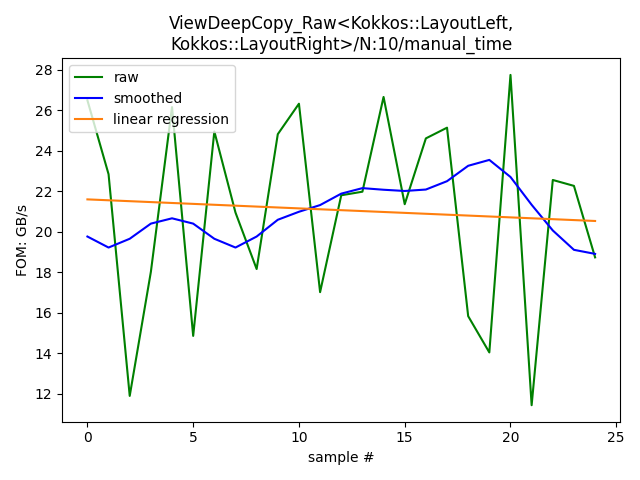 ViewDeepCopy_Raw<Kokkos::LayoutLeft,
Kokkos::LayoutRight>/N:10/manual_time
raw
smoothed
linear regression
FOM: GB/s
28
26
24
22
20
18
16
14
12
0 5 10 15 20 25
sample #